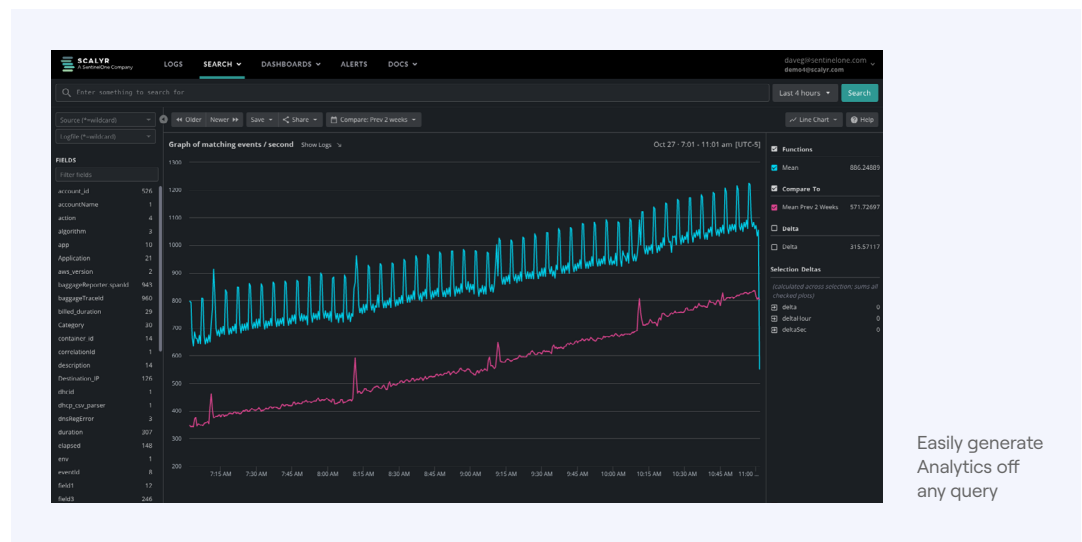 SCALYR
A SentinelOne Company
LOGS
SEARCH
DASHBOARDS
ALERTS
DOCS
davegl@sentinelone.com
demo4@scalyr.com
Enter something to search for
Last 4 hours
Search
Source (*=wildcard)
Logfile (*=wildcard)
Older
Newer
Save
Share
Compare: Prev 2 weeks
Line Chart
Help
FIELDS
Filter fields
account_id 526
accountName 1
action 4
algorithm 3
app 10
Application 21
aws_version 2
baggageReporter spanId 943
baggageTraceId 960
billed_duration 29
Category 30
container_id 14
correlationId 1
description 14
Destination_IP 126
dhcid 1
dhcp_csv_parser 1
dnsRegError 3
duration 307
elapsed 148
env 1
eventId 8
field1 12
field3 246
Graph of matching events / second Show Logs
Oct 27 · 7:01 - 11:01 am [UTC-5]
1300
1200
1100
1000
900
800
700
600
500
400
300
200
7:15 AM 7:30 AM 7:45 AM 8:00 AM 8:15 AM 8:30 AM 8:45 AM 9:00 AM 9:15 AM 9:30 AM 9:45 AM 10:00 AM 10:15 AM 10:30 AM 10:45 AM 11:00 ...
Functions
Mean 886.24889
Compare To
Mean Prev 2 Weeks 571.72697
Delta
Delta 315.57117
Selection Deltas
(calculated across selection; sums all
checked plots)
delta 0
deltaHour 0
deltaSec 0
Easily generate
Analytics off
any query